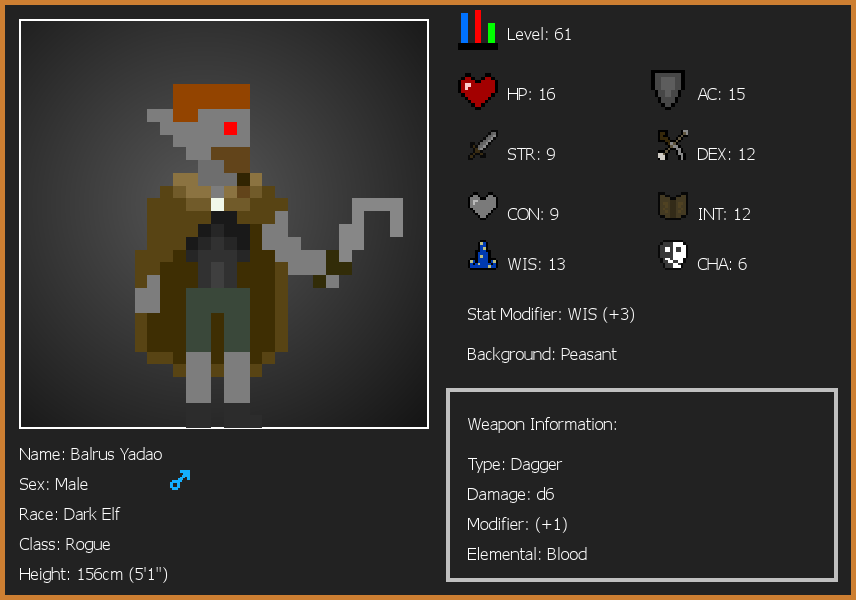 Level: 61
HP: 16
AC: 15
STR: 9
DEX: 12
CON: 9
INT: 12
WIS: 13
CHA: 6
Stat Modifier: WIS (+3)
Background: Peasant
Weapon Information:
Type: Dagger
Damage: d6
Modifier: (+1)
Elemental: Blood
Name: Balrus Yadao
Sex: Male
Race: Dark Elf
Class: Rogue
Height: 156cm (5'1")